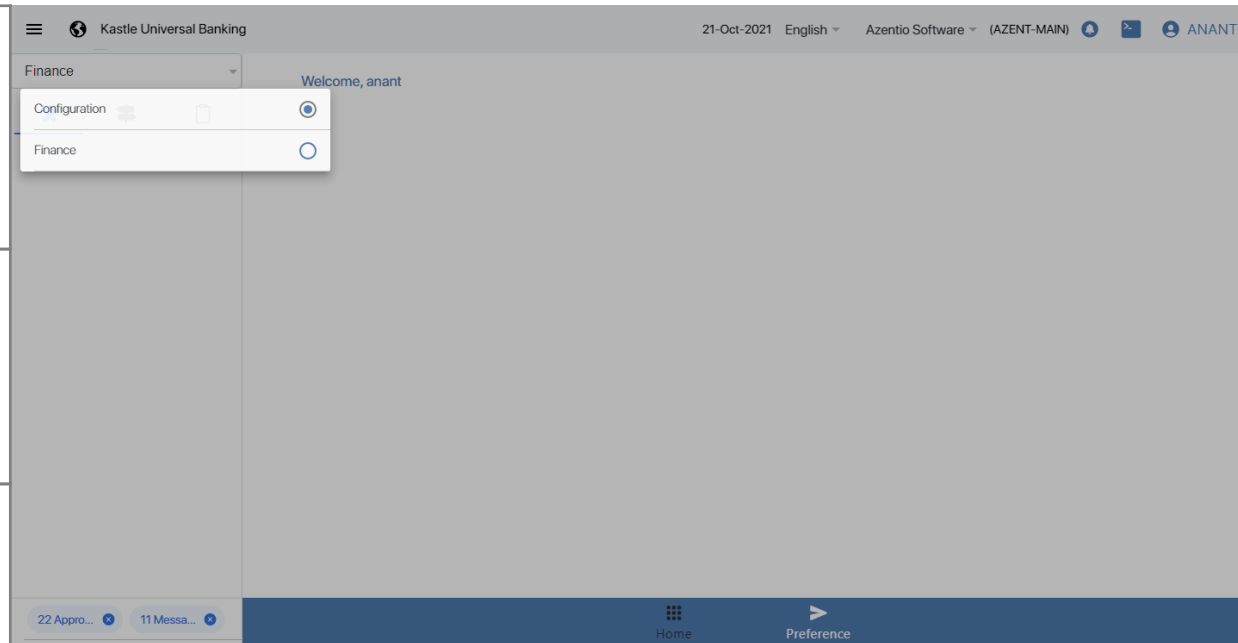 Kastle Universal Banking 21-Oct-2021 English Azentio Software (AZENT-MAIN) ANANT
Finance
Welcome, anant
Configuration
Finance
22 Appro... 11 Messa...
Home Preference